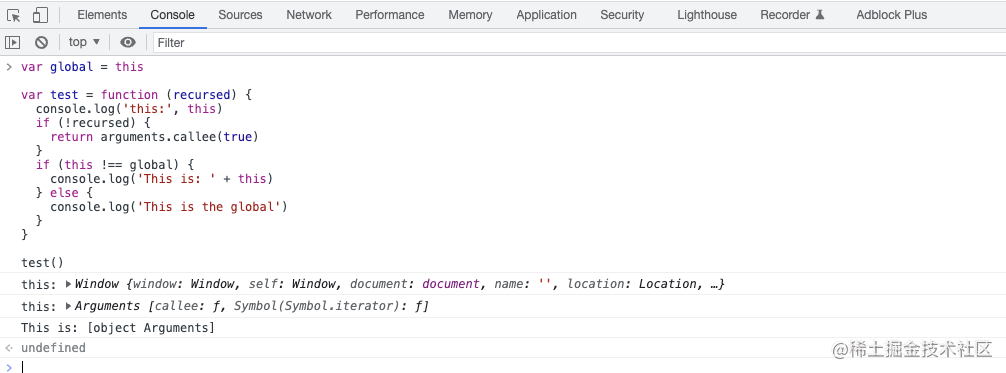 Elements Console Sources Network Performance Memory Application Security Lighthouse Recorder Adblock Plus
top Filter
> var global = this
var test = function (recursed) {
console.log('this:', this)
if (!recursed) {
return arguments.callee(true)
}
if (this !== global) {
console.log('This is: ' + this)
} else {
console.log('This is the global')
}
}
test()
this: Window {window: Window, self: Window, document: document, name: '', location: Location, …}
this: Arguments [callee: ƒ, Symbol(Symbol.iterator): ƒ]
This is: [object Arguments]
undefined
@稀土掘金技术社区
>